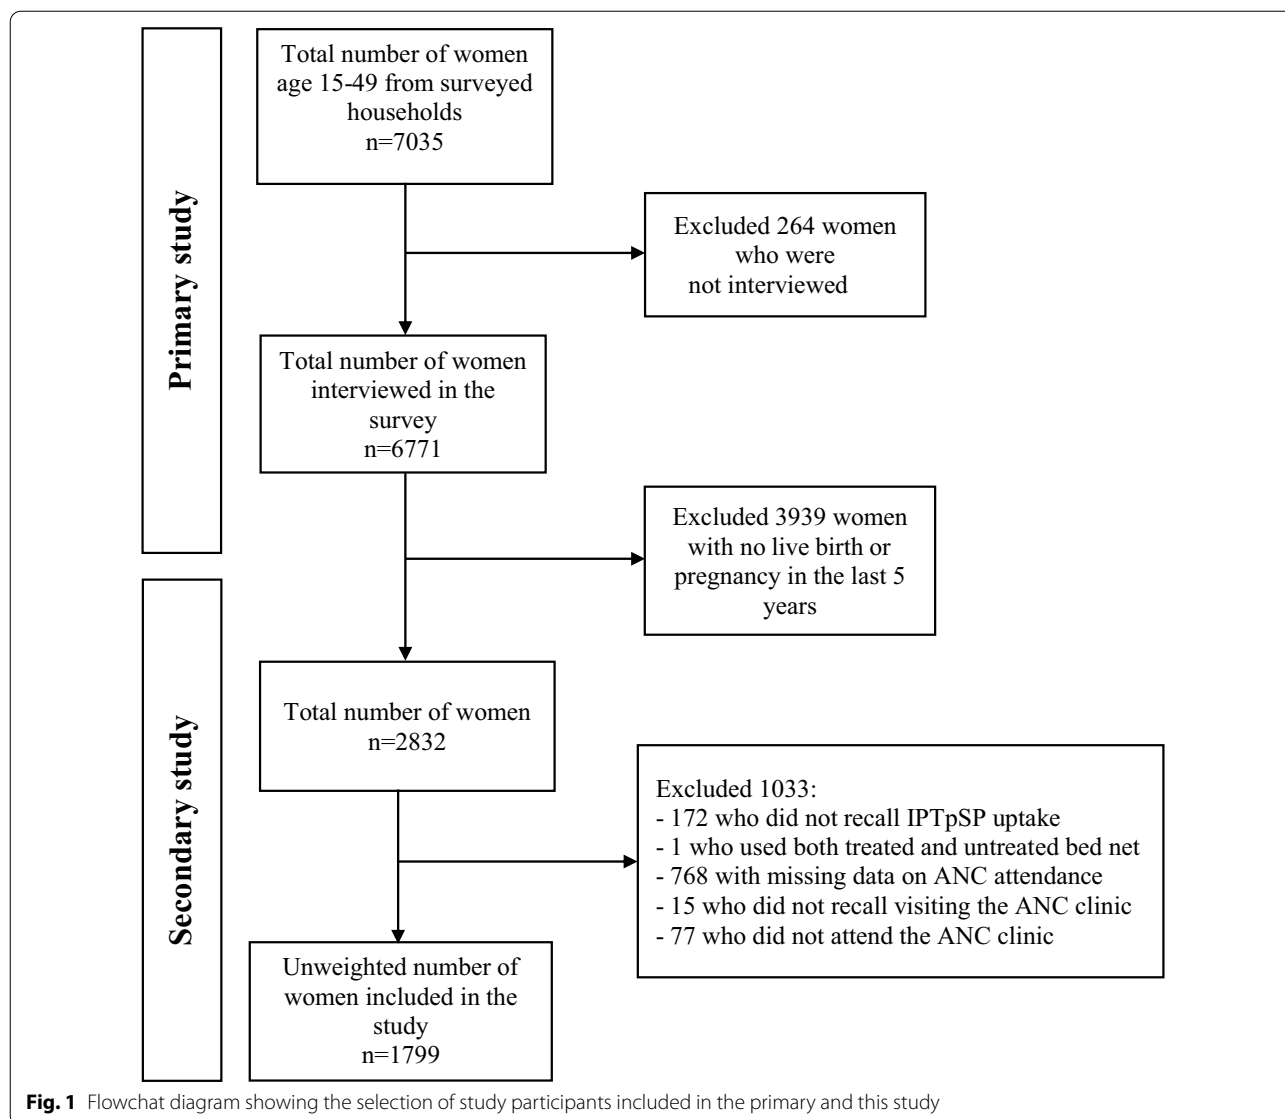 Primary study
Total number of women
age 15-49 from surveyed
households
n=7035
Excluded 264 women
who were
not interviewed
Total number of women
interviewed in the
survey
n=6771
Excluded 3939 women
with no live birth or
pregnancy in the last 5
years
Secondary study
Total number of women
n=2832
Excluded 1033:
- 172 who did not recall IPTpSP uptake
- 1 who used both treated and untreated bed net
- 768 with missing data on ANC attendance
- 15 who did not recall visiting the ANC clinic
- 77 who did not attend the ANC clinic
Unweighted number of
women included in the
study
n=1799
Fig. 1 Flowchat diagram showing the selection of study participants included in the primary and this study